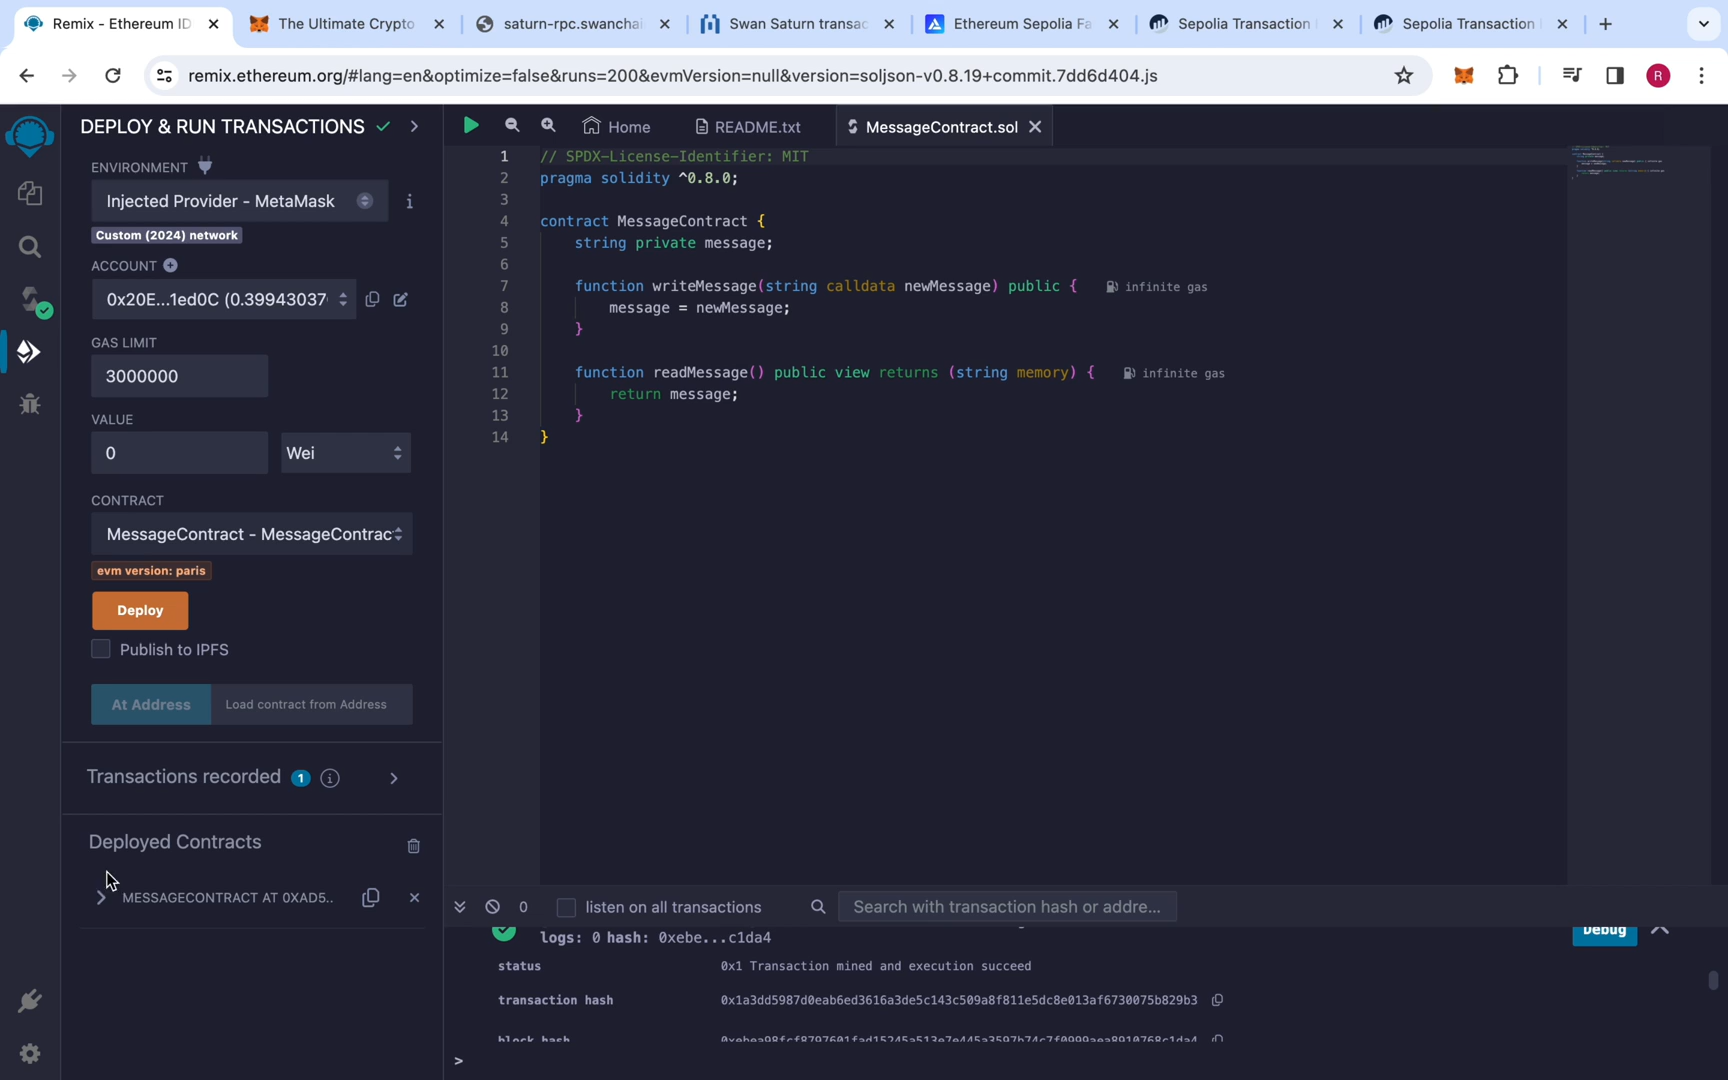 Remix - Ethereum ID
The Ultimate Crypto
saturn-rpc.swanchai
Swan Saturn transac
Ethereum Sepolia Fa
Sepolia Transaction
Sepolia Transaction
remix.ethereum.org/#lang=en&optimize=false&runs=200&evmVersion=null&version=soljson-v0.8.19+commit.7dd6d404.js
R
DEPLOY & RUN TRANSACTIONS
Home
README.txt
MessageContract.sol
ENVIRONMENT
Injected Provider - MetaMask
i
Custom (2024) network
ACCOUNT
0x20E...1ed0C (0.39943037
GAS LIMIT
3000000
VALUE
0
Wei
CONTRACT
MessageContract - MessageContrac
evm version: paris
Deploy
Publish to IPFS
At Address
Load contract from Address
Transactions recorded 1 i
Deployed Contracts
MESSAGECONTRACT AT 0XAD5..
1 // SPDX-License-Identifier: MIT
2 pragma solidity ^0.8.0;
3
4 contract MessageContract {
5 string private message;
6
7 function writeMessage(string calldata newMessage) public { infinite gas
8 message = newMessage;
9 }
10
11 function readMessage() public view returns (string memory) { infinite gas
12 return message;
13 }
14 }
0
listen on all transactions
Search with transaction hash or addre...
logs: 0 hash: 0xebe...c1da4
Debug
status 0x1 Transaction mined and execution succeed
transaction hash 0x1a3dd5987d0eab6ed3616a3de5c143c509a8f811e5dc8e013af6730075b829b3
block hash
>